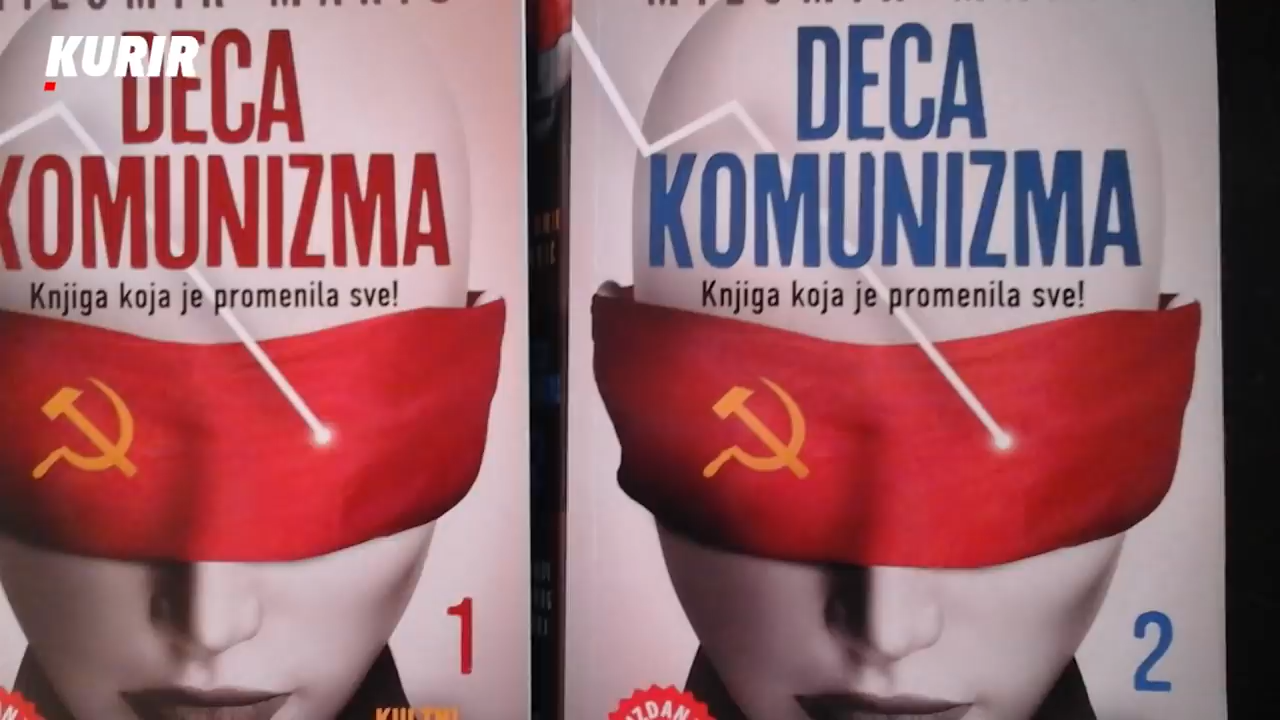 KURIR
DECA
KOMUNIZMA
Knjiga koja je promenila sve!
1
DECA
KOMUNIZMA
Knjiga koja je promenila sve!
2